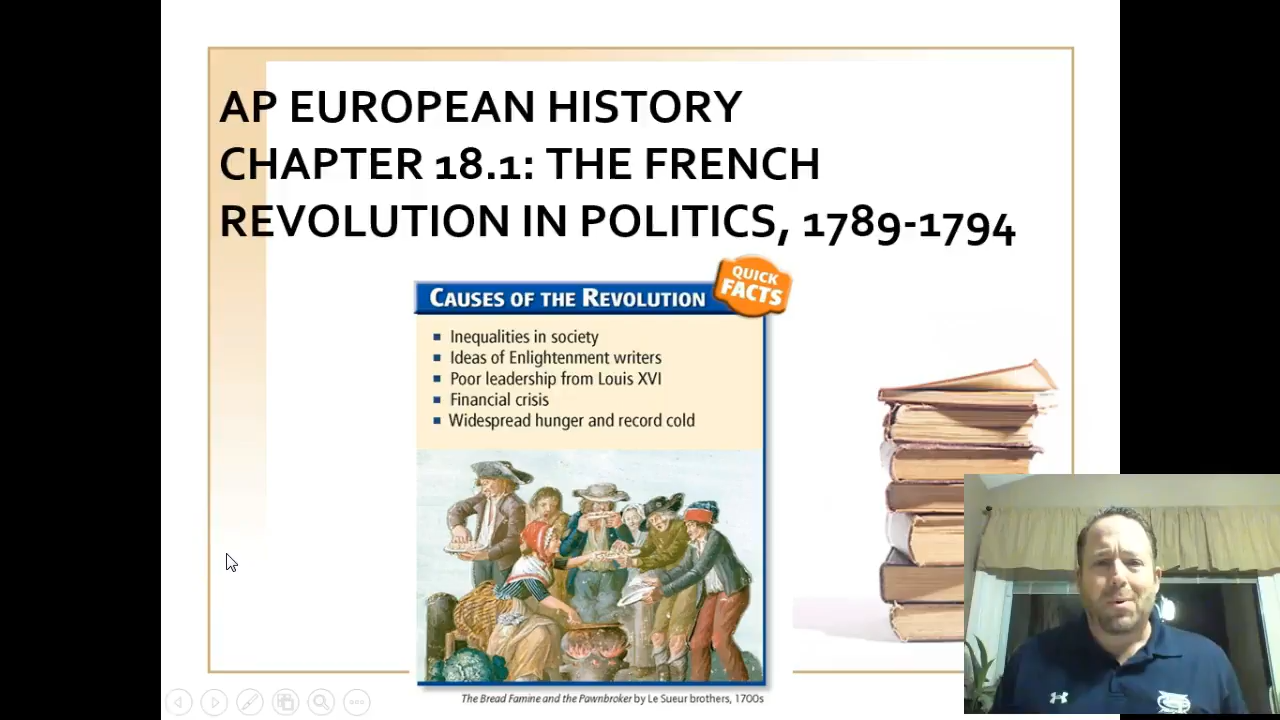 AP EUROPEAN HISTORY
CHAPTER 18.1: THE FRENCH
REVOLUTION IN POLITICS, 1789-1794
QUICK
FACTS
CAUSES OF THE REVOLUTION
▪ Inequalities in society
▪ Ideas of Enlightenment writers
▪ Poor leadership from Louis XVI
▪ Financial crisis
▪ Widespread hunger and record cold
The Bread Famine and the Pawnbroker by Le Sueur brothers, 1700s